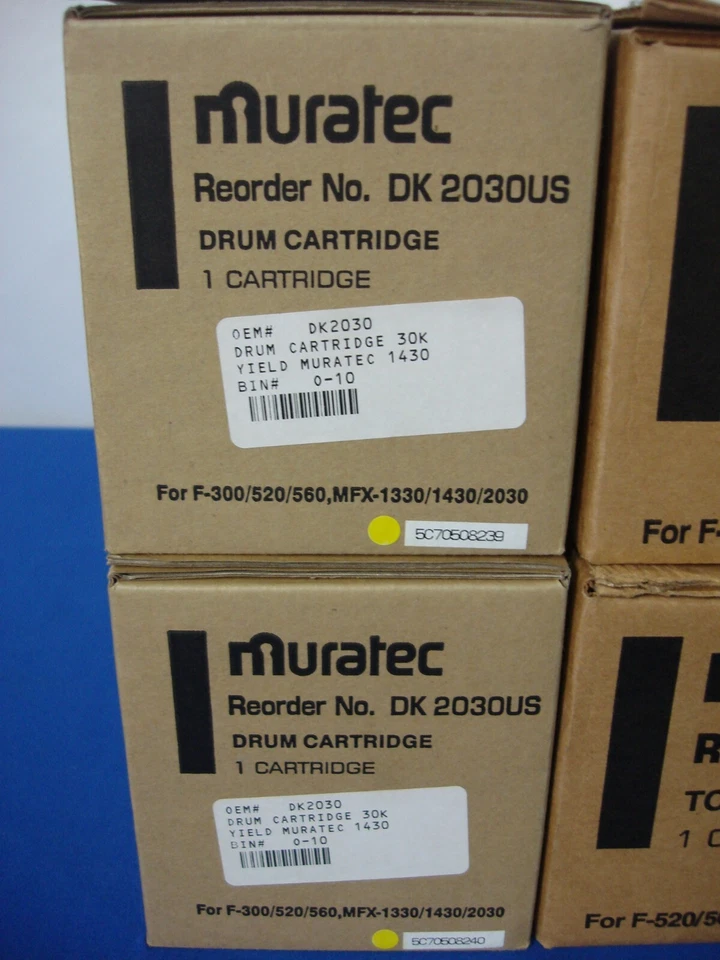 muratec
Reorder No. DK 2030US
DRUM CARTRIDGE
1 CARTRIDGE
OEM# DK2030
DRUM CARTRIDGE 30K
YIELD MURATEC 1430
BIN# 0-10
For F-300/520/560,MFX-1330/1430/2030
5C70508239
muratec
Reorder No. DK 2030US
DRUM CARTRIDGE
1 CARTRIDGE
OEM# DK2030
DRUM CARTRIDGE 30K
YIELD MURATEC 1430
BIN# 0-10
For F-300/520/560,MFX-1330/1430/2030
5C70508240
For F-
R
TO
1 C
For F-520/56